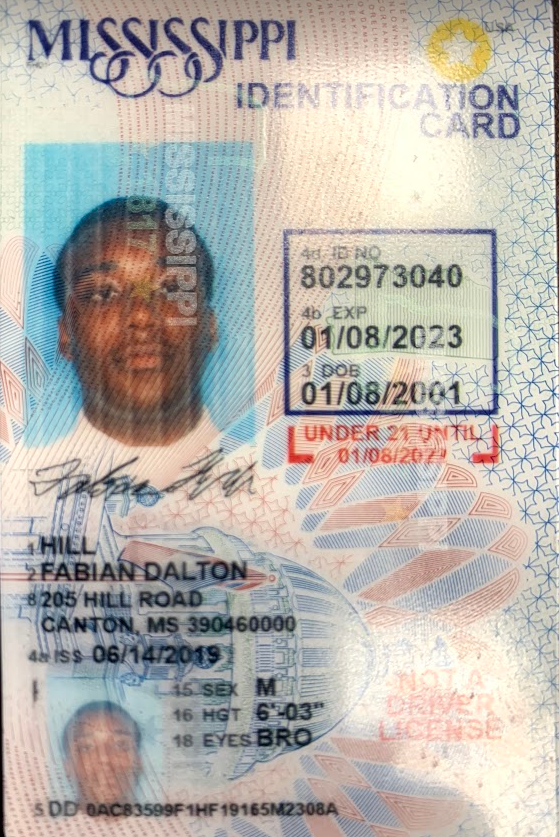 MISSISSIPPI
USA
IDENTIFICATION
CARD
MISSISSIPPI
817
4d ID NO
802973040
4b EXP
01/08/2023
3 DOB
01/08/2001
UNDER 21 UNTIL
01/08/2022
1 HILL
2 FABIAN DALTON
8 205 HILL ROAD
CANTON, MS 390460000
4a ISS 06/14/2019
15 SEX M
16 HGT 6'-03"
18 EYES BRO
NOT A
DRIVER
LICENSE
5 DD 0AC83599F1HF19165M2308A